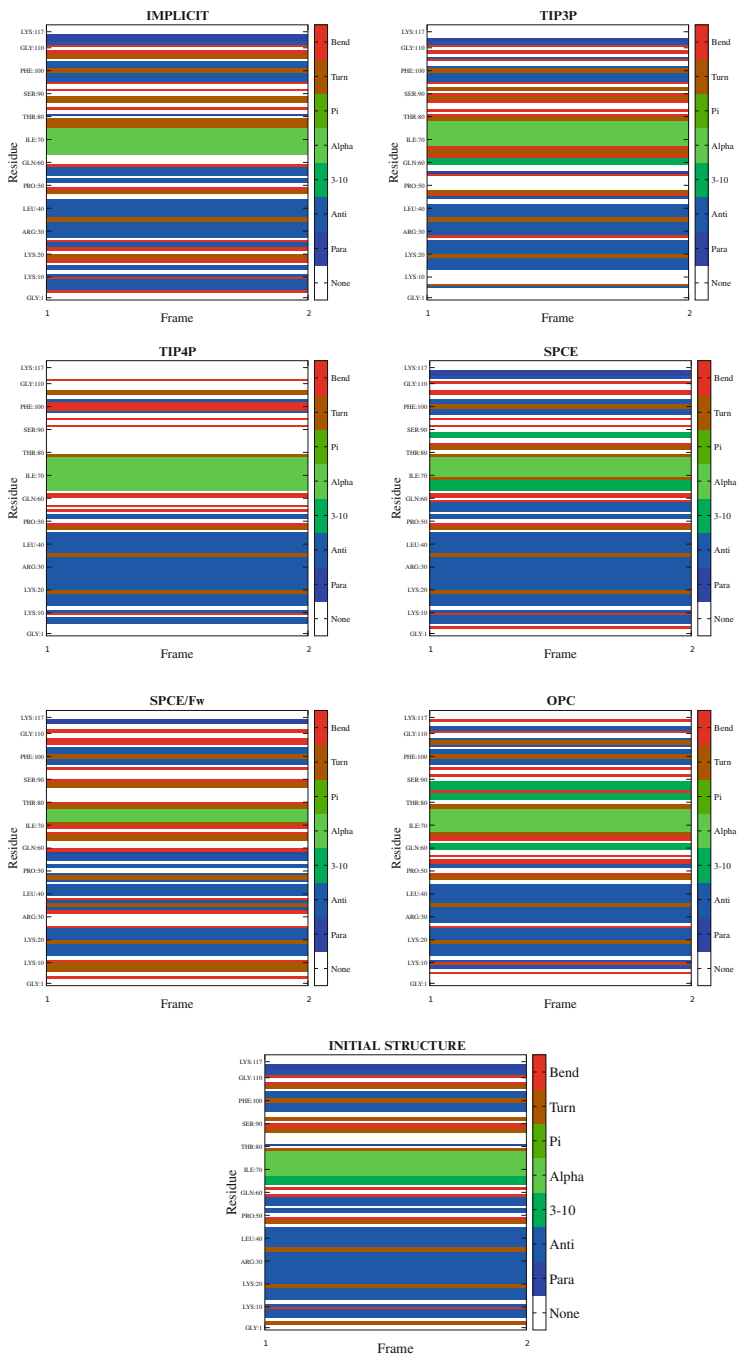 IMPLICIT
LYS:117
GLY:110
PHE:100
SER:90
THR:80
ILE:70
GLN:60
PRO:50
LEU:40
ARG:30
LYS:20
LYS:10
GLY:1
Residue
1
2
Frame
Bend
Turn
Pi
Alpha
3-10
Anti
Para
None
TIP3P
LYS:117
GLY:110
PHE:100
SER:90
THR:80
ILE:70
GLN:60
PRO:50
LEU:40
ARG:30
LYS:20
LYS:10
GLY:1
Residue
1
2
Frame
Bend
Turn
Pi
Alpha
3-10
Anti
Para
None
TIP4P
LYS:117
GLY:110
PHE:100
SER:90
THR:80
ILE:70
GLN:60
PRO:50
LEU:40
ARG:30
LYS:20
LYS:10
GLY:1
Residue
1
2
Frame
Bend
Turn
Pi
Alpha
3-10
Anti
Para
None
SPCE
LYS:117
GLY:110
PHE:100
SER:90
THR:80
ILE:70
GLN:60
PRO:50
LEU:40
ARG:30
LYS:20
LYS:10
GLY:1
Residue
1
2
Frame
Bend
Turn
Pi
Alpha
3-10
Anti
Para
None
SPCE/Fw
LYS:117
GLY:110
PHE:100
SER:90
THR:80
ILE:70
GLN:60
PRO:50
LEU:40
ARG:30
LYS:20
LYS:10
GLY:1
Residue
1
2
Frame
Bend
Turn
Pi
Alpha
3-10
Anti
Para
None
OPC
LYS:117
GLY:110
PHE:100
SER:90
THR:80
ILE:70
GLN:60
PRO:50
LEU:40
ARG:30
LYS:20
LYS:10
GLY:1
Residue
1
2
Frame
Bend
Turn
Pi
Alpha
3-10
Anti
Para
None
INITIAL STRUCTURE
LYS:117
GLY:110
PHE:100
SER:90
THR:80
ILE:70
GLN:60
PRO:50
LEU:40
ARG:30
LYS:20
LYS:10
GLY:1
Residue
1
2
Frame
Bend
Turn
Pi
Alpha
3-10
Anti
Para
None